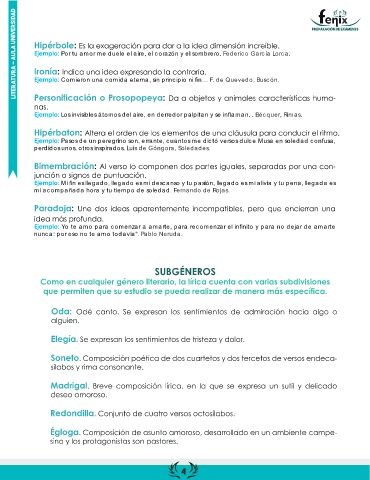 LITERATURA – AULA UNIVERSIDAD
fenix
PREPARACIÓN DE EXÁMENES
Hipérbole: Es la exageración para dar a la idea dimensión increíble.
Ejemplo: Por tu amor me duele el aire, el corazón y el sombrero. Federico García Lorca.
Ironía: Indica una idea expresando la contraria.
Ejemplo: Comieron una comida eterna, sin principio ni fin... F. de Quevedo, Buscón.
Personificación o Prosopopeya: Da a objetos y animales características huma-
nas.
Ejemplo: Los invisibles átomos del aire, en derredor palpitan y se inflaman. . Bécquer, Rimas.
Hipérbaton: Altera el orden de los elementos de una cláusula para conducir el ritmo.
Ejemplo: Pasos de un peregrino son, errante, cuantos me dictó versos dulce Musa en soledad confusa,
perdidos unos, otros inspirados. Luis de Góngora, Soledades.
Bimembración: Al verso lo componen dos partes iguales, separadas por una con-
junción o signos de puntuación.
Ejemplo: Mi fin es llegado, llegado es mi descanso y tu pasión, llegado es mi alivia y tu pena, llegada es
mi acompañada hora y tu tiempo de soledad. Fernando de Rojas.
Paradoja: Une dos ideas aparentemente incompatibles, pero que encierran una
idea más profunda.
Ejemplo: Yo te amo para comenzar a amarte, para recomenzar el infinito y para no dejar de amarte
nunca: por eso no te amo todavía". Pablo Neruda.
SUBGÉNEROS
Como en cualquier género literario, la lírica cuenta con varias subdivisiones
que permiten que su estudio se pueda realizar de manera más específica.
Oda: Odé canto. Se expresan los sentimientos de admiración hacia algo o
alguien.
Elegía. Se expresan los sentimientos de tristeza y dolor.
Soneto. Composición poética de dos cuartetos y dos tercetos de versos endeca-
sílabos y rima consonante.
Madrigal. Breve composición lírica, en la que se expresa un sutil y delicado
deseo amoroso.
Redondilla. Conjunto de cuatro versos octosílabos.
Égloga. Composición de asunto amoroso, desarrollado en un ambiente campe-
sino y los protagonistas son pastores.
4